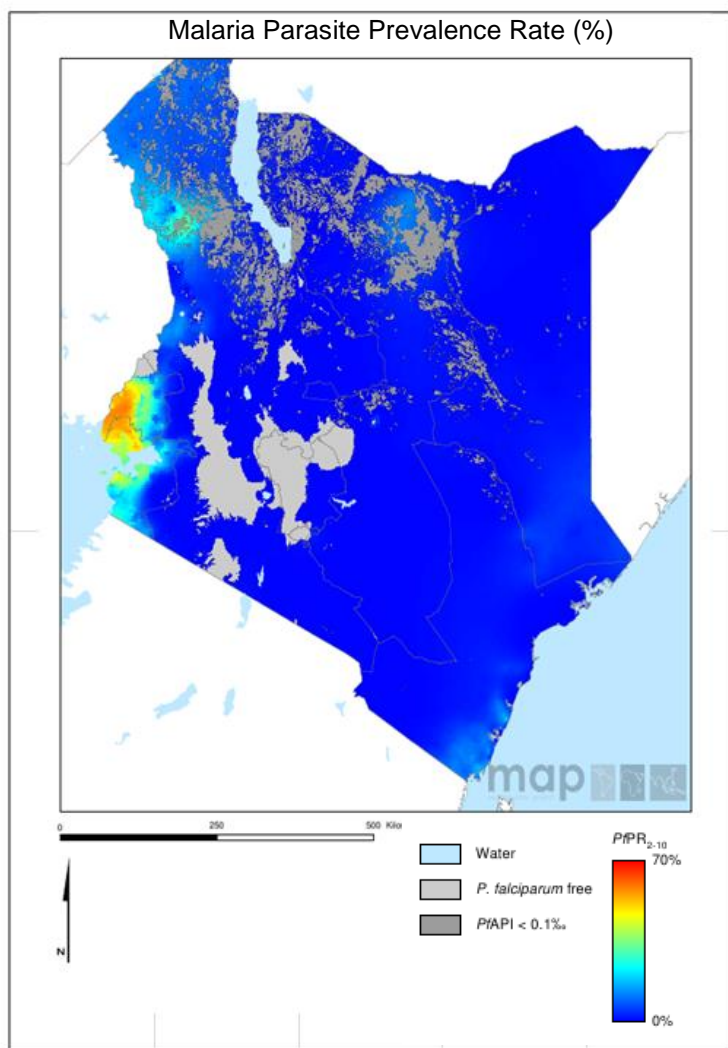 Malaria Parasite Prevalence Rate (%)
map
0 250 500 Kilo
Water
P. falciparum free
PfAPI < 0.1‰
PfPR2-10
70%
0%
N